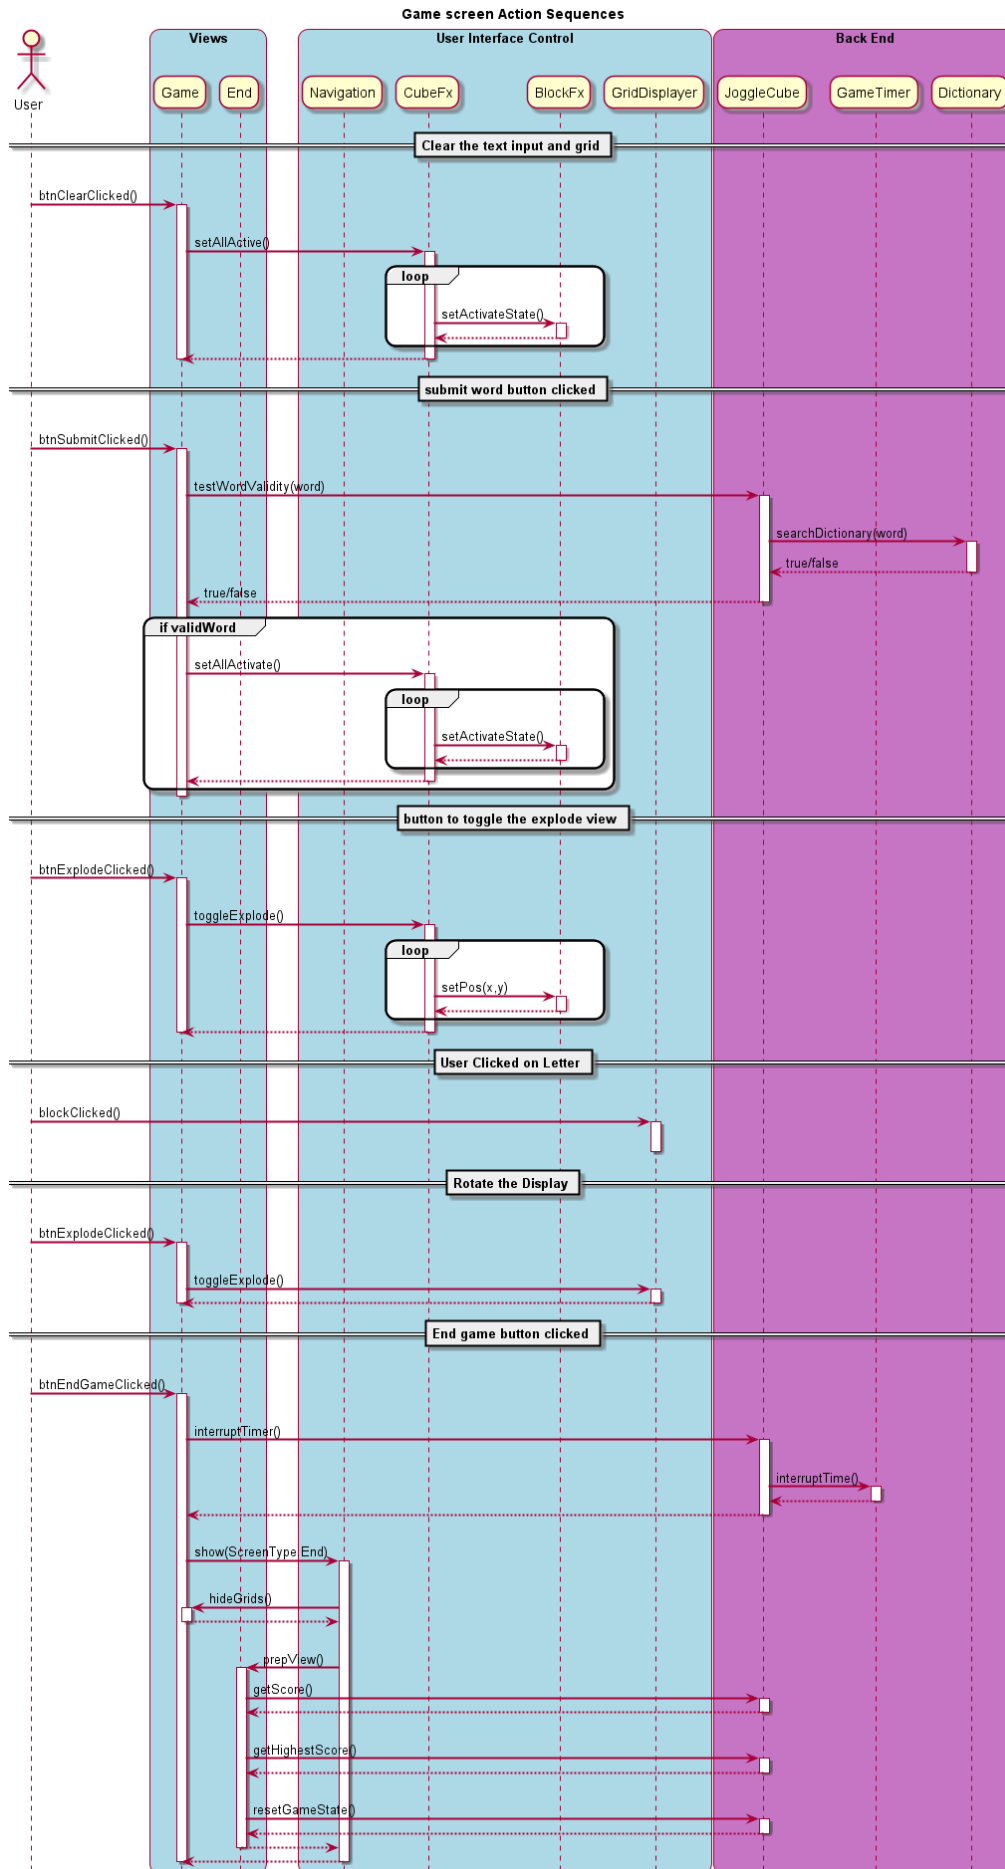 Game screen Action Sequences
Views
User Interface Control
Back End
User
Game
End
Navigation
CubeFx
BlockFx
GridDisplayer
JoggleCube
GameTimer
Dictionary
Clear the text input and grid
btnClearClicked()
setAllActive()
loop
setActivateState()
submit word button clicked
btnSubmitClicked()
testWordValidity(word)
searchDictionary(word)
true/false
true/false
if validWord
setAllActivate()
loop
setActivateState()
button to toggle the explode view
btnExplodeClicked()
toggleExplode()
loop
setPos(x,y)
User Clicked on Letter
blockClicked()
Rotate the Display
btnExplodeClicked()
toggleExplode()
End game button clicked
btnEndGameClicked()
interruptTimer()
interruptTime()
show(ScreenType.End)
hideGrids()
prepView()
getScore()
getHighestScore()
resetGameState()